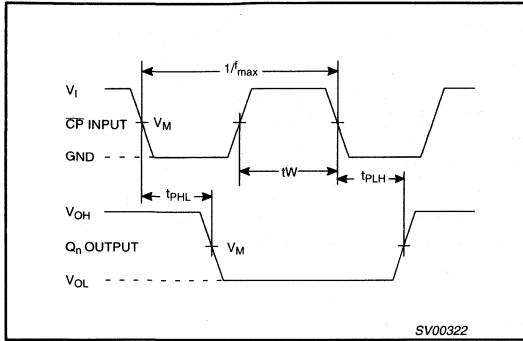 1/fmax
VI
CP INPUT
VM
GND
tW
tPHL
tPLH
VOH
Qn OUTPUT
VM
VOL
SV00322